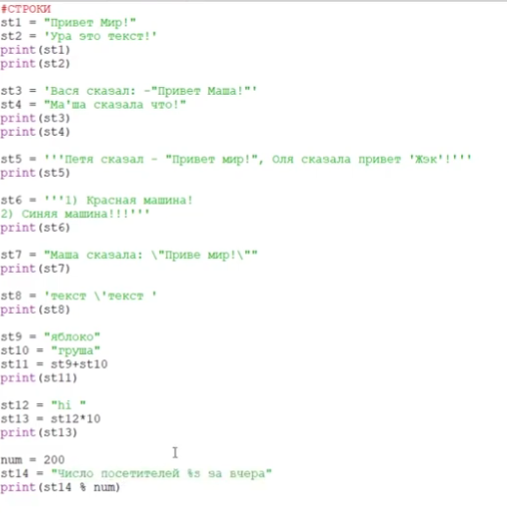 #СТРОКИ
st1 = "Привет Мир!"
st2 = 'Ура это текст!'
print(st1)
print(st2)
st3 = 'Вася сказал: -"Привет Маша!"'
st4 = "Ма'ша сказала что!"
print(st3)
print(st4)
st5 = '''Петя сказал - "Привет мир!", Оля сказала привет 'Жэк'!'''
print(st5)
st6 = '''1) Красная машина!
2) Синяя машина!!!'''
print(st6)
st7 = "Маша сказала: \"Приве мир!\""
print(st7)
st8 = 'текст \'текст '
print(st8)
st9 = "яблоко"
st10 = "груша"
st11 = st9+st10
print(st11)
st12 = "hi "
st13 = st12*10
print(st13)
num = 200
st14 = "Число посетителей %s за вчера"
print(st14 % num)